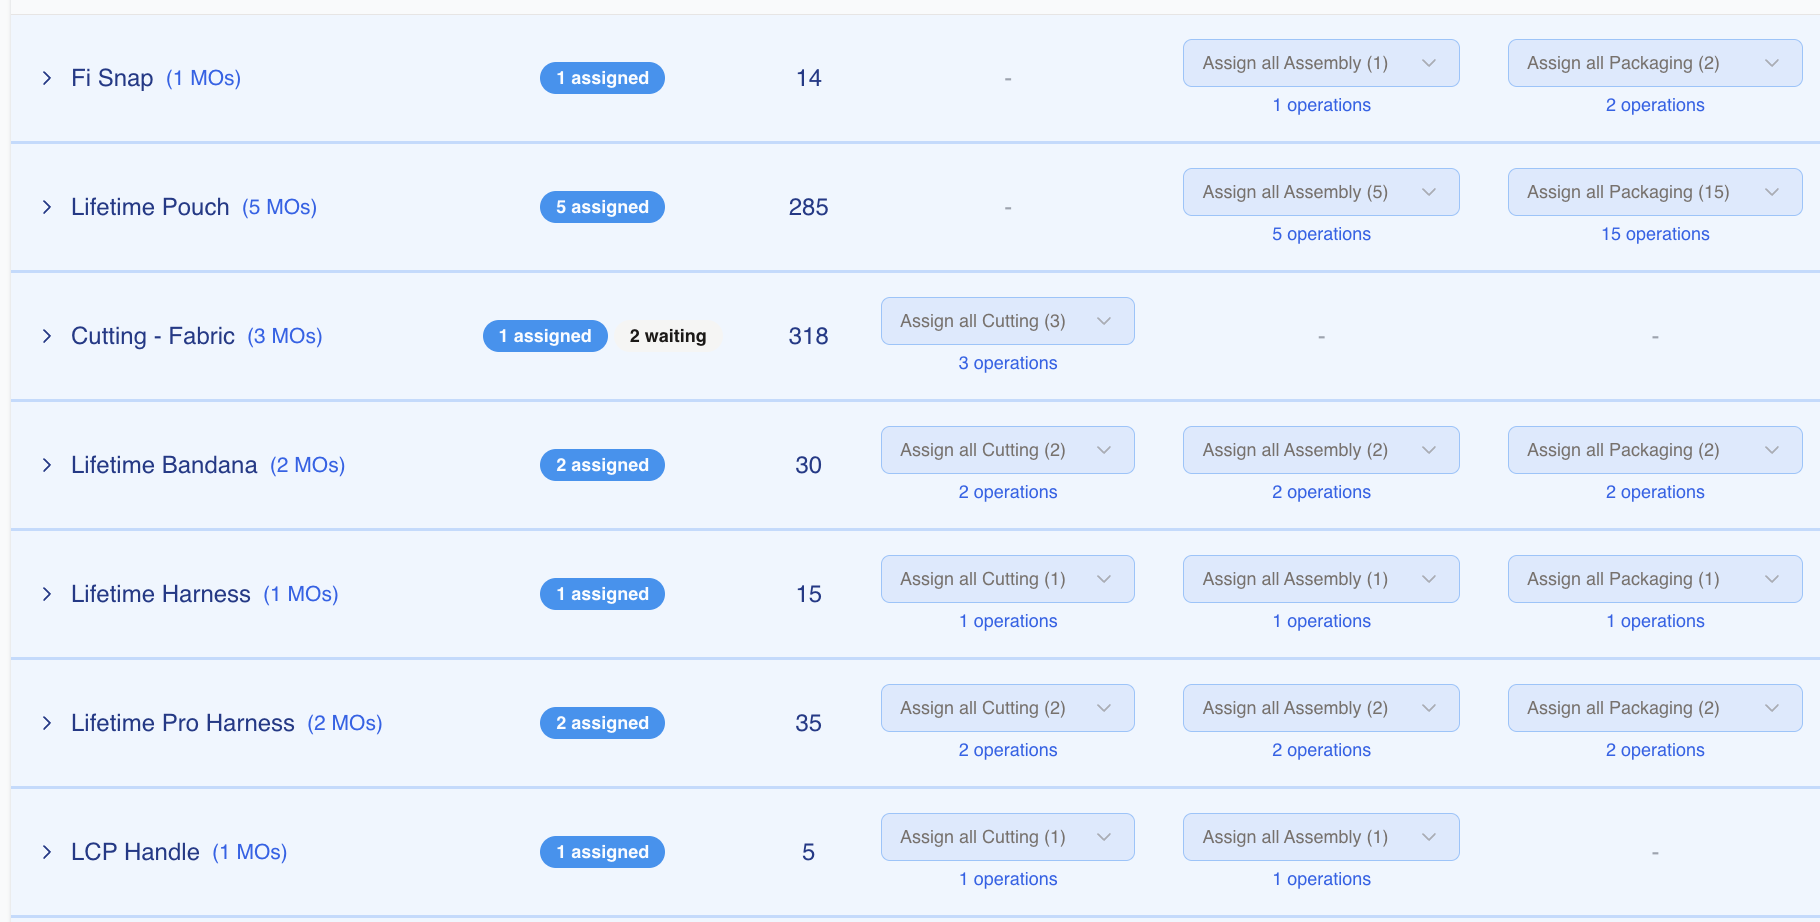 Fi Snap (1 MOs) 1 assigned 14 - Assign all Assembly (1) Assign all Packaging (2)
1 operations 2 operations
Lifetime Pouch (5 MOs) 5 assigned 285 - Assign all Assembly (5) Assign all Packaging (15)
5 operations 15 operations
Cutting - Fabric (3 MOs) 1 assigned 2 waiting 318 Assign all Cutting (3) - -
3 operations
Lifetime Bandana (2 MOs) 2 assigned 30 Assign all Cutting (2) Assign all Assembly (2) Assign all Packaging (2)
2 operations 2 operations 2 operations
Lifetime Harness (1 MOs) 1 assigned 15 Assign all Cutting (1) Assign all Assembly (1) Assign all Packaging (1)
1 operations 1 operations 1 operations
Lifetime Pro Harness (2 MOs) 2 assigned 35 Assign all Cutting (2) Assign all Assembly (2) Assign all Packaging (2)
2 operations 2 operations 2 operations
LCP Handle (1 MOs) 1 assigned 5 Assign all Cutting (1) Assign all Assembly (1) -
1 operations 1 operations